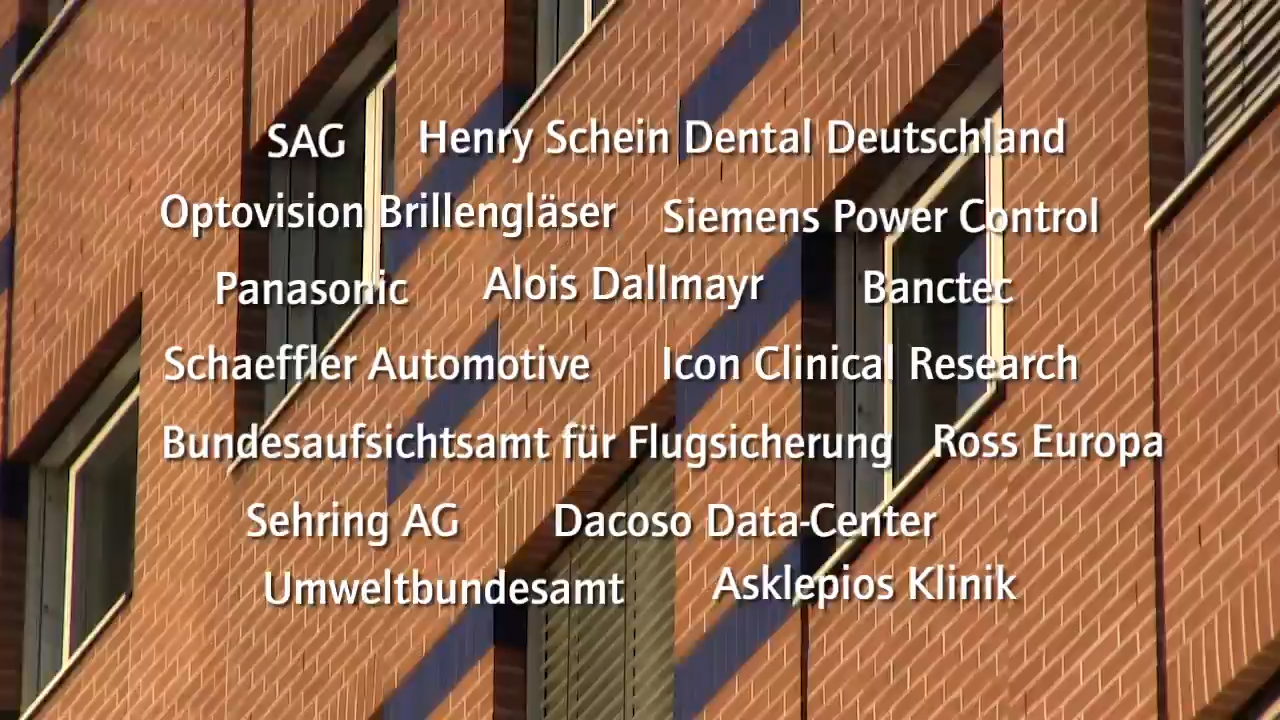 SAG Henry Schein Dental Deutschland
Optovision Brillengläser Siemens Power Control
Panasonic Alois Dallmayr Banctec
Schaeffler Automotive Icon Clinical Research
Bundesaufsichtsamt für Flugsicherung Ross Europa
Sehring AG Dacoso Data-Center
Umweltbundesamt Asklepios Klinik